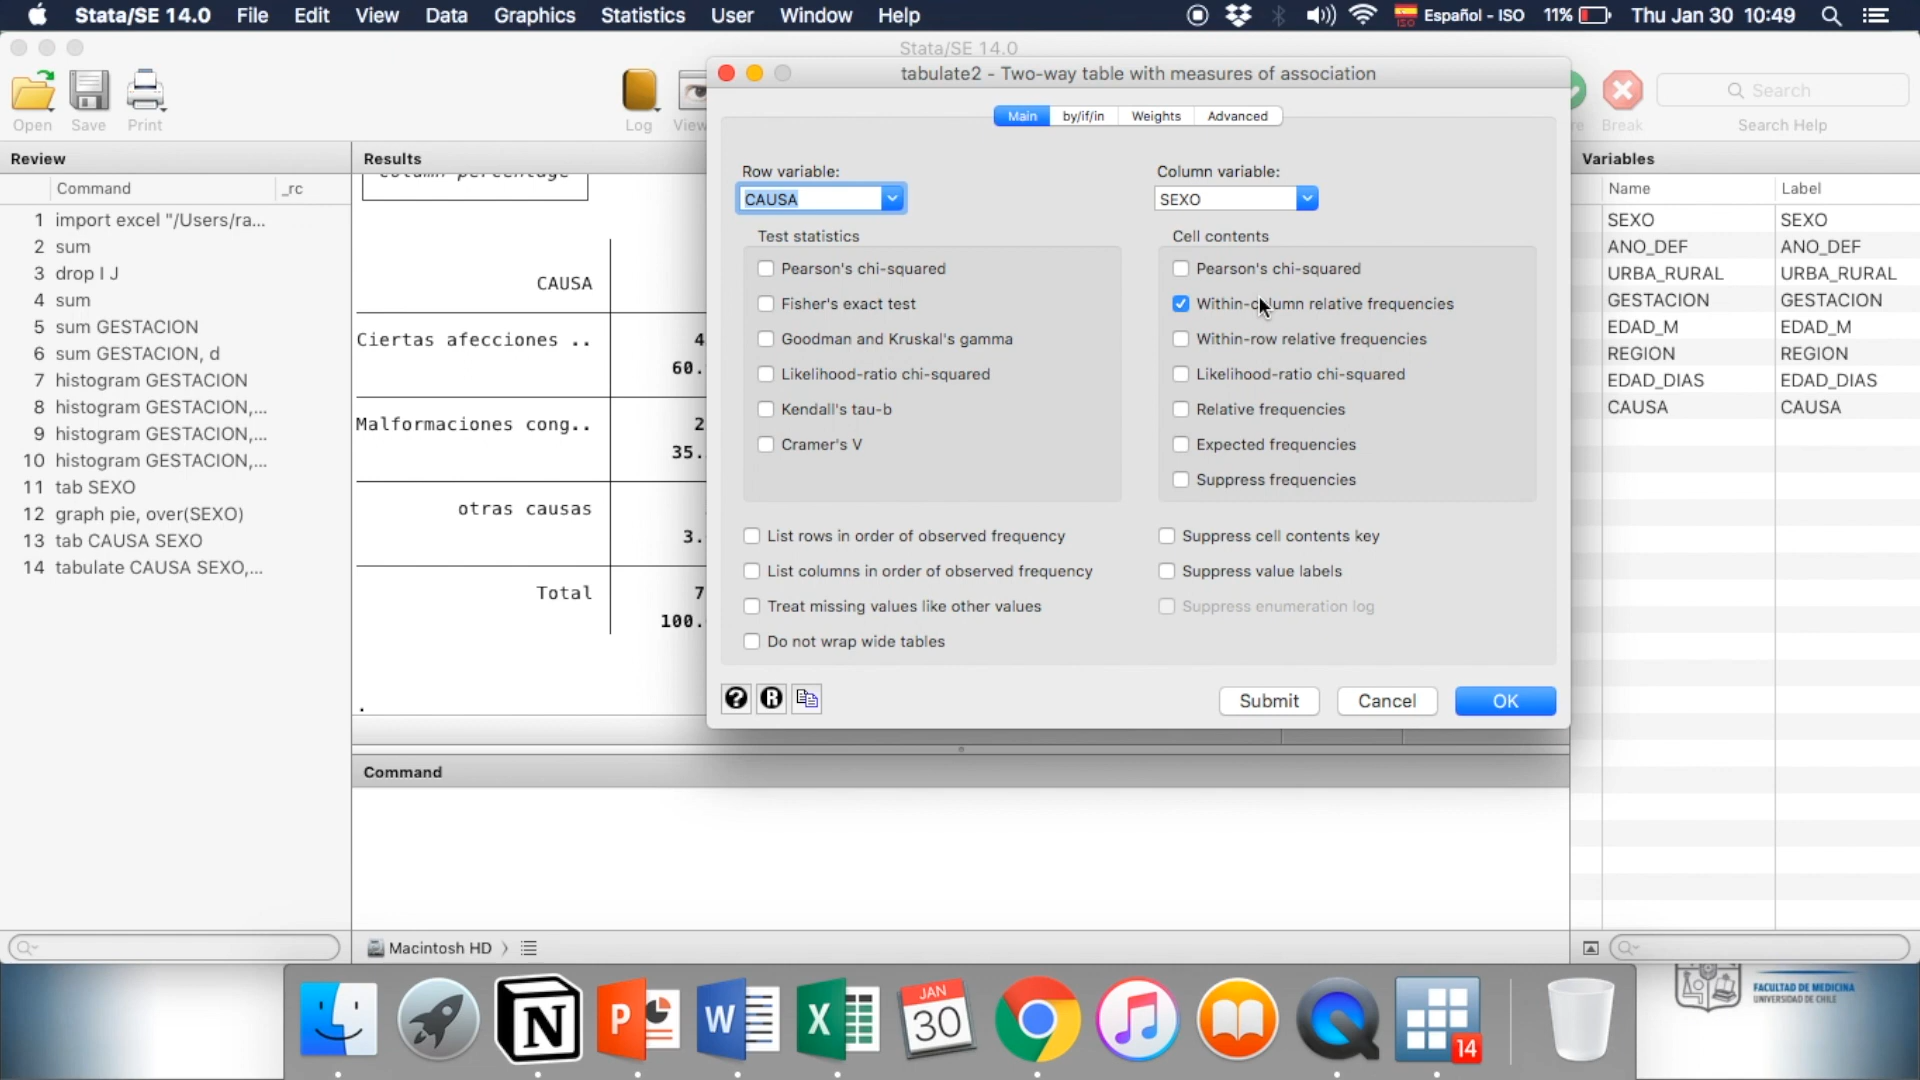 Stata/SE 14.0 File Edit View Data Graphics Statistics User Window Help Español - ISO 11% Thu Jan 30 10:49
Stata/SE 14.0
Open Save Print Log View Break
Search
Search Help
tabulate2 - Two-way table with measures of association
Main by/if/in Weights Advanced
Row variable:
CAUSA
Column variable:
SEXO
Test statistics
Pearson's chi-squared
Fisher's exact test
Goodman and Kruskal's gamma
Likelihood-ratio chi-squared
Kendall's tau-b
Cramer's V
Cell contents
Pearson's chi-squared
Within-column relative frequencies
Within-row relative frequencies
Likelihood-ratio chi-squared
Relative frequencies
Expected frequencies
Suppress frequencies
List rows in order of observed frequency
List columns in order of observed frequency
Treat missing values like other values
Do not wrap wide tables
Suppress cell contents key
Suppress value labels
Suppress enumeration log
Submit Cancel OK
Review
Command _rc
1 import excel "/Users/ra...
2 sum
3 drop I J
4 sum
5 sum GESTACION
6 sum GESTACION, d
7 histogram GESTACION
8 histogram GESTACION,...
9 histogram GESTACION,...
10 histogram GESTACION,...
11 tab SEXO
12 graph pie, over(SEXO)
13 tab CAUSA SEXO
14 tabulate CAUSA SEXO,...
Results
column percentage
CAUSA
Ciertas afecciones .. 4
60.
Malformaciones cong.. 2
35.
otras causas
3.
Total 7
100.
.
Command
Macintosh HD
Variables
Name Label
SEXO SEXO
ANO_DEF ANO_DEF
URBA_RURAL URBA_RURAL
GESTACION GESTACION
EDAD_M EDAD_M
REGION REGION
EDAD_DIAS EDAD_DIAS
CAUSA CAUSA
JAN
30
14
FACULTAD DE MEDICINA
UNIVERSIDAD DE CHILE